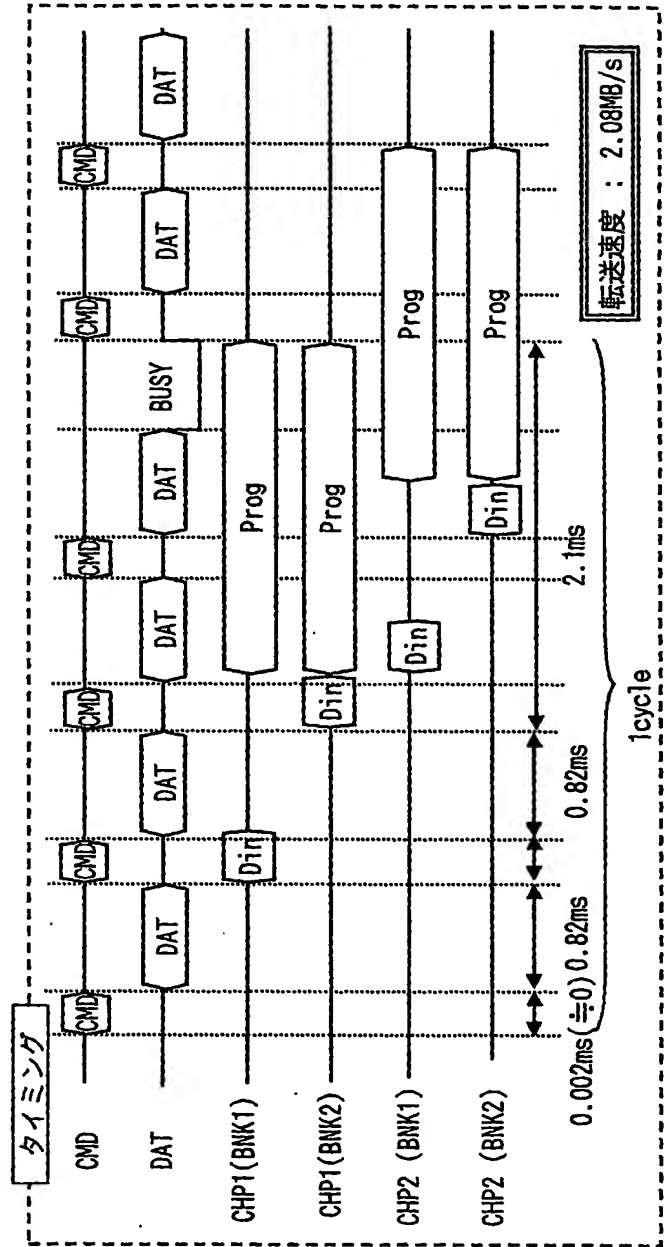 タイミング
CMD CMD CMD CMD CMD CMD CMD
DAT DAT DAT DAT DAT BUSY DAT DAT
CHP1(BNK1) Din Prog
CHP1(BNK2) Din Prog
CHP2 (BNK1) Din Prog
CHP2 (BNK2) Din Prog
0.002ms(≒0) 0.82ms 0.82ms 2.1ms
1cycle
転送速度 : 2.08MB/s